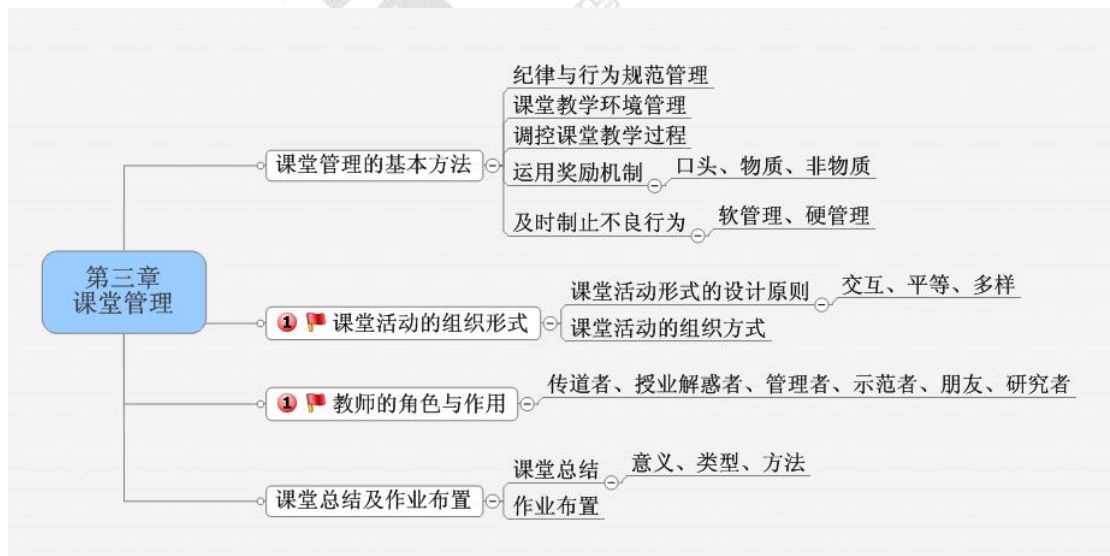 第三章
课堂管理
课堂管理的基本方法
纪律与行为规范管理
课堂教学环境管理
调控课堂教学过程
运用奖励机制
口头、物质、非物质
及时制止不良行为
软管理、硬管理
1 课堂活动的组织形式
课堂活动形式的设计原则
交互、平等、多样
课堂活动的组织方式
1 教师的角色与作用
传道者、授业解惑者、管理者、示范者、朋友、研究者
课堂总结及作业布置
课堂总结
意义、类型、方法
作业布置